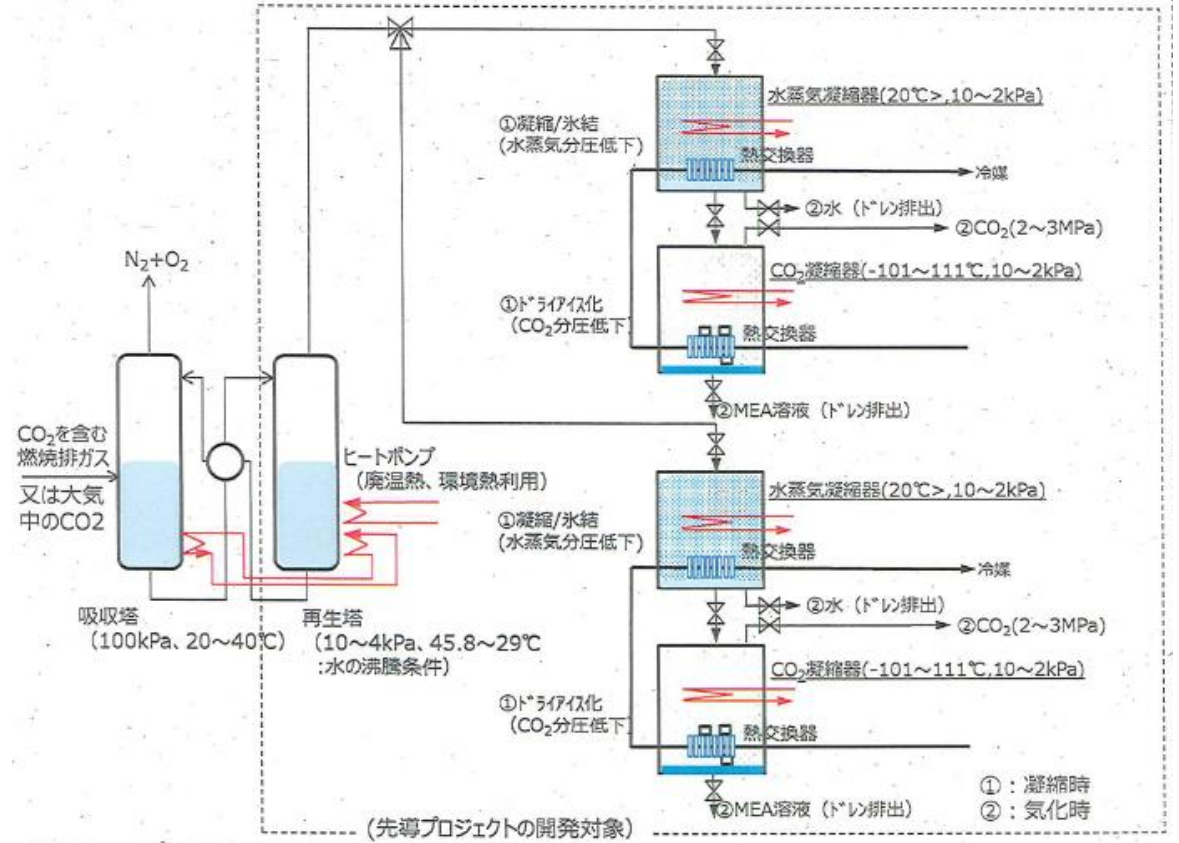 水蒸気凝縮器(20℃>,10～2kPa)
①凝縮/氷結
(水蒸気分圧低下)
熱交換器
冷媒
②水（ﾄﾞﾚﾝ排出）
②CO₂(2～3MPa)
N₂+O₂
CO₂凝縮器(-101～111℃,10～2kPa)
①ﾄﾞﾗｲｱｲｽ化
（CO₂分圧低下）
熱交換器
②MEA溶液（ﾄﾞﾚﾝ排出）
CO₂を含む
燃焼排ガス
又は大気
中のCO2
ヒートポンプ
（廃温熱、環境熱利用）
水蒸気凝縮器(20℃>,10～2kPa)
①凝縮/氷結
(水蒸気分圧低下)
熱交換器
冷媒
②水（ﾄﾞﾚﾝ排出）
②CO₂(2～3MPa)
吸収塔
（100kPa、20～40℃）
再生塔
（10～4kPa、45.8～29℃
:水の沸騰条件）
CO₂凝縮器(-101～111℃,10～2kPa)
①ﾄﾞﾗｲｱｲｽ化
（CO₂分圧低下）
熱交換器
②MEA溶液（ﾄﾞﾚﾝ排出）
①：凝縮時
②：気化時
(先導プロジェクトの開発対象)